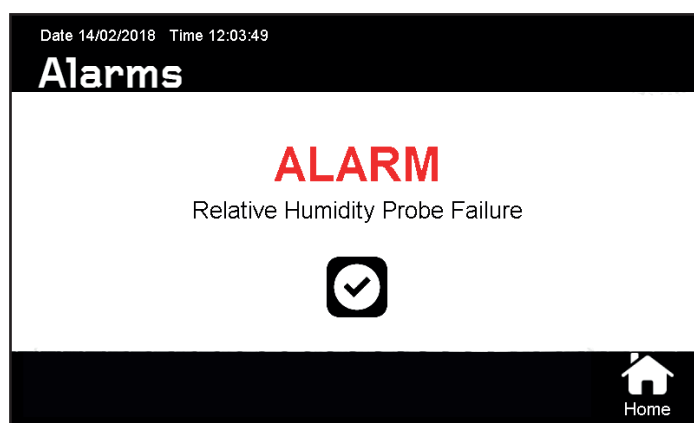 Date 14/02/2018 Time 12:03:49
Alarms
ALARM
Relative Humidity Probe Failure
Home